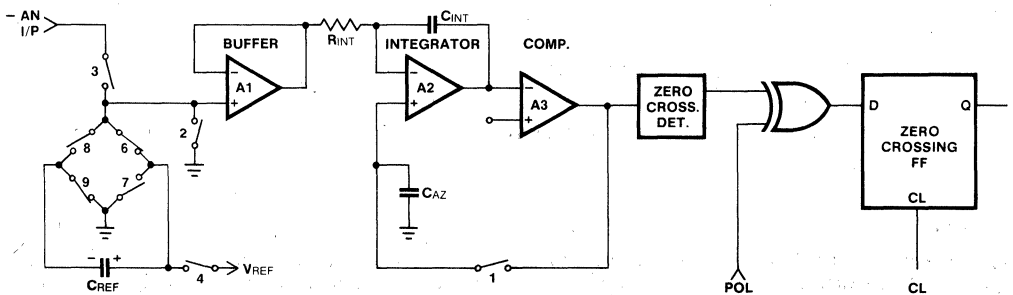 – AN
I/P
3
2
8
6
9
7
– +
CREF
4
VREF
BUFFER
–
A1
+
RINT
CINT
INTEGRATOR
–
A2
+
CAZ
1
COMP.
–
A3
+
ZERO
CROSS.
DET.
POL
D
Q
ZERO
CROSSING
FF
CL
CL